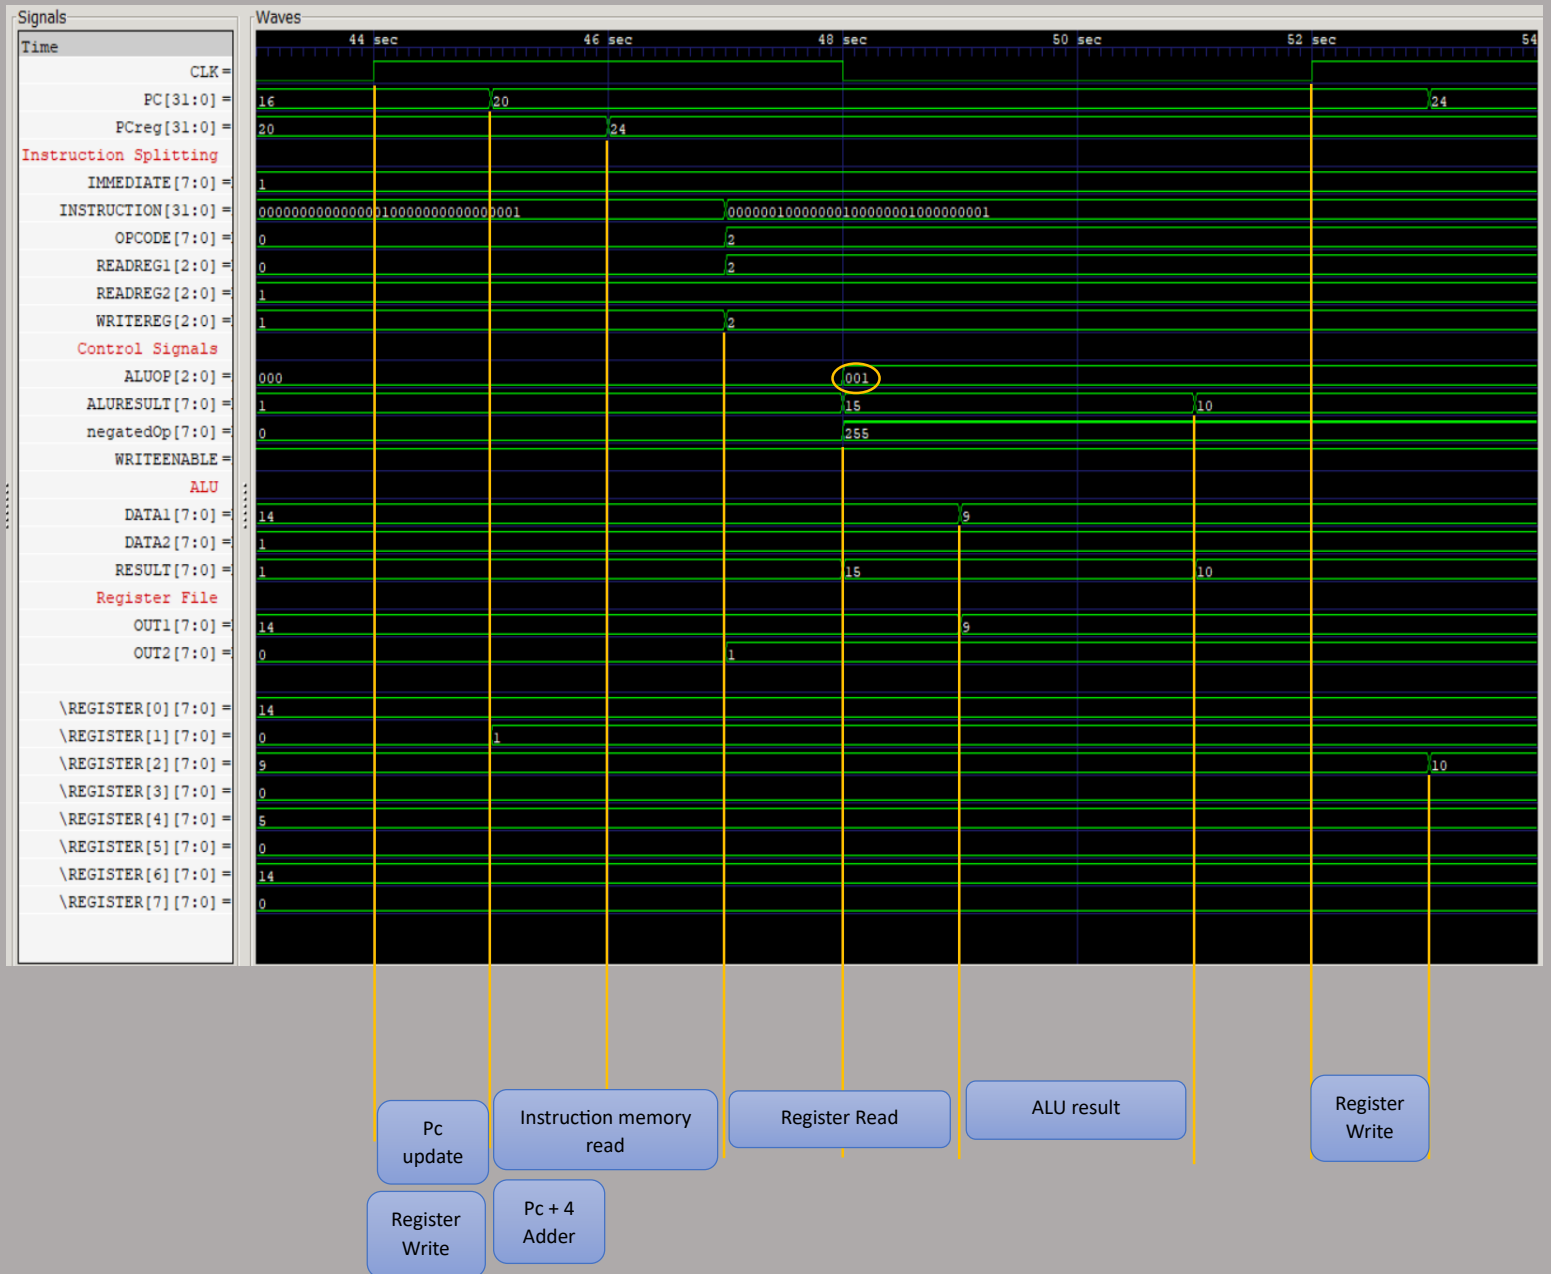 Signals
Waves
Time
44 sec 46 sec 48 sec 50 sec 52 sec 54
CLK =
PC[31:0] = 16 20 24
PCreg[31:0] = 20 24
Instruction Splitting
IMMEDIATE[7:0] = 1
INSTRUCTION[31:0] = 00000000000000010000000000000001 00000010000000100000001000000001
OPCODE[7:0] = 0 2
READREG1[2:0] = 0 2
READREG2[2:0] = 1
WRITEREG[2:0] = 1 2
Control Signals
ALUOP[2:0] = 000 001
ALURESULT[7:0] = 1 15 10
negatedOp[7:0] = 0 255
WRITEENABLE =
ALU
DATA1[7:0] = 14 9
DATA2[7:0] = 1
RESULT[7:0] = 1 15 10
Register File
OUT1[7:0] = 14 9
OUT2[7:0] = 0 1
\REGISTER[0][7:0] = 14
\REGISTER[1][7:0] = 0 1
\REGISTER[2][7:0] = 9 10
\REGISTER[3][7:0] = 0
\REGISTER[4][7:0] = 5
\REGISTER[5][7:0] = 0
\REGISTER[6][7:0] = 14
\REGISTER[7][7:0] = 0
Pc
update
Instruction memory
read
Register Read
ALU result
Register
Write
Register
Write
Pc + 4
Adder